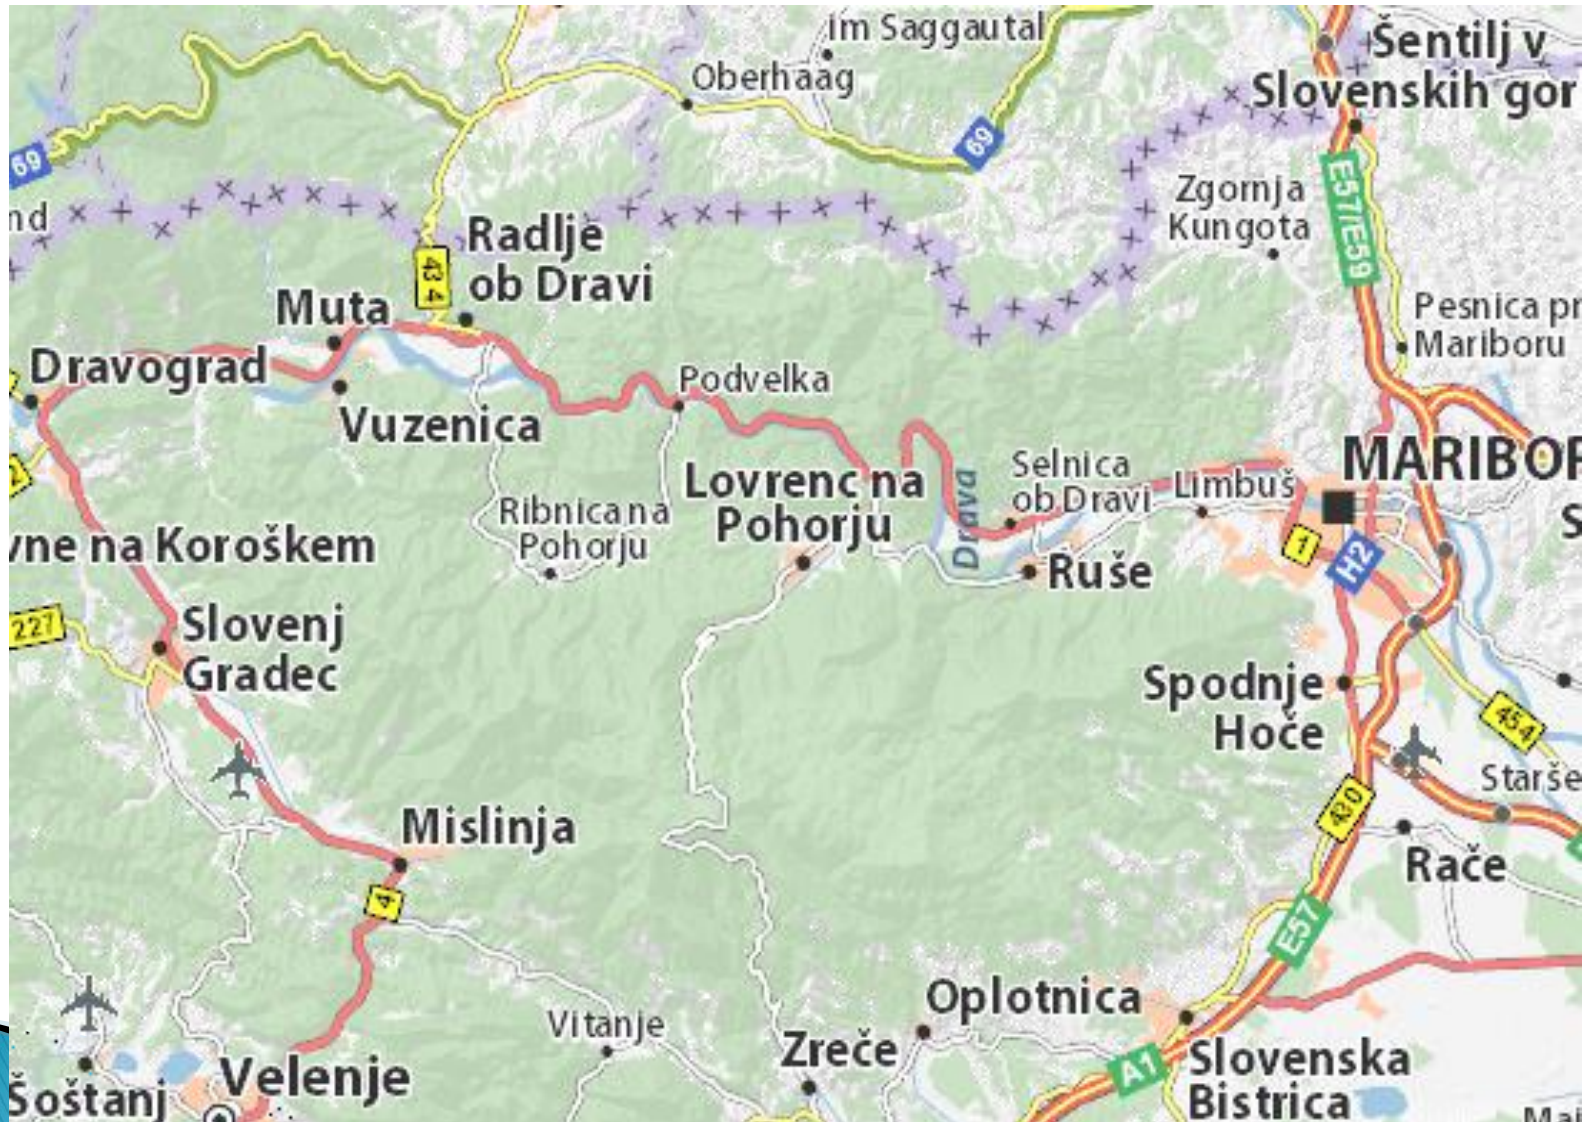 im Saggautal
Šentilj v
Slovenskih gor
Oberhaag
69
69
E57/E59
Zgornja
Kungota
nd
Radlje
ob Dravi
434
Muta
Pesnica pr
Mariboru
Dravograd
Podvelka
Vuzenica
MARIBOR
Selnica
ob Dravi
Limbuš
Lovrenc na
Pohorju
Drava
2
Ribnica na
Pohorju
S
vne na Koroškem
1
H2
Ruše
227
Slovenj
Gradec
Spodnje
Hoče
454
Starše
430
Mislinja
Rače
4
E57
Oplotnica
Vitanje
Zreče
A1
Slovenska
Bistrica
Velenje
Šoštanj
Maj